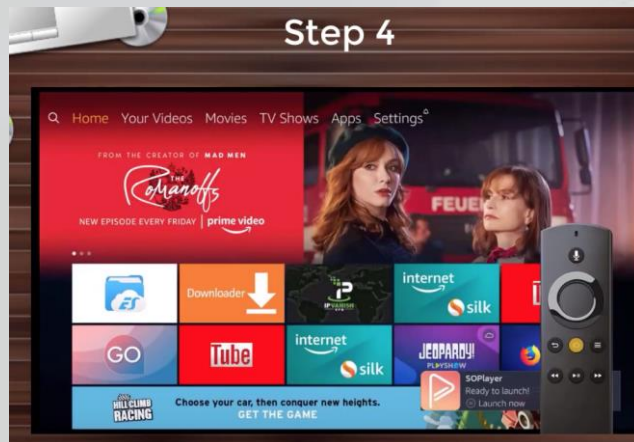 Step 4
Home Your Videos Movies TV Shows Apps Settings
FROM THE CREATOR OF MAD MEN
THE
Romanoffs
NEW EPISODE EVERY FRIDAY | prime video
FEUE
ES
Downloader
IPVANISH
VPN
internet
silk
GO
Tube
internet
silk
JEOPARDY!
PLAYSHOW
HILL CLIMB
RACING
Choose your car, then conquer new heights.
GET THE GAME
SOPlayer
Ready to launch!
Launch now